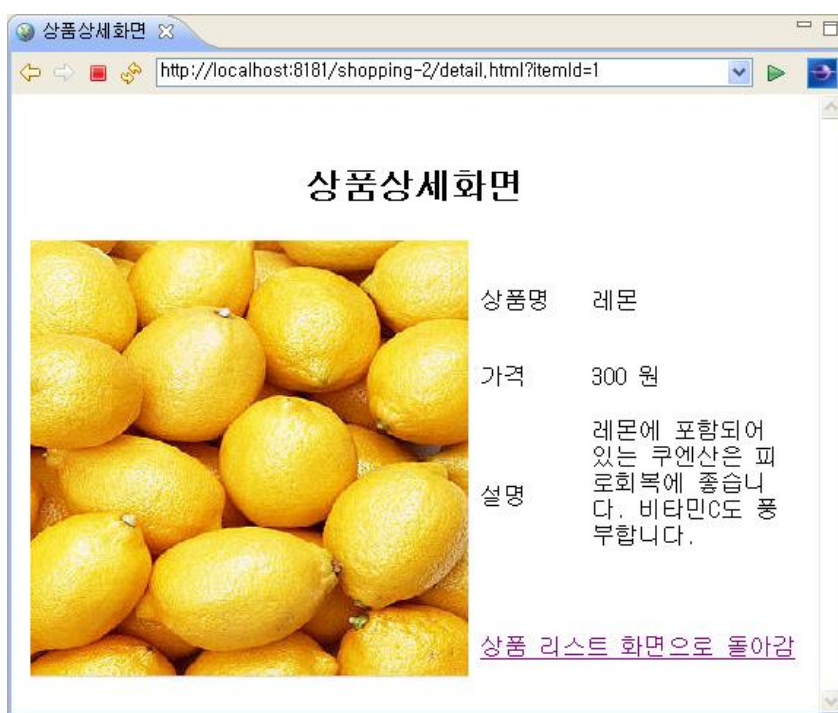 상품상세화면
http://localhost:8181/shopping-2/detail.html?itemId=1
상품상세화면
상품명 레몬
가격 300 원
설명 레몬에 포함되어
있는 쿠엔산은 피
로회복에 좋습니
다. 비타민C도 풍
부합니다.
상품 리스트 화면으로 돌아감